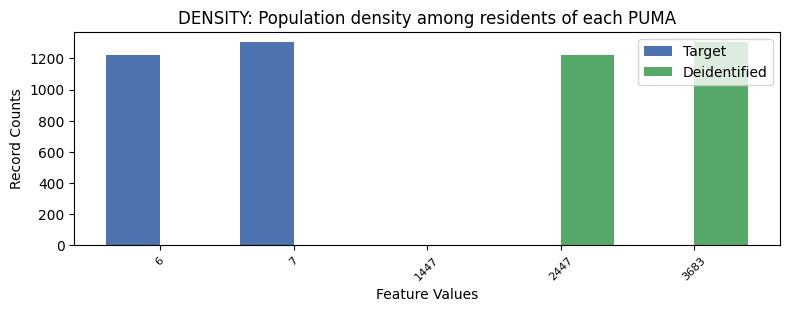 DENSITY: Population density among residents of each PUMA
Record Counts
1200
1000
800
600
400
200
0
Target
Deidentified
6
7
1447
2447
3683
Feature Values